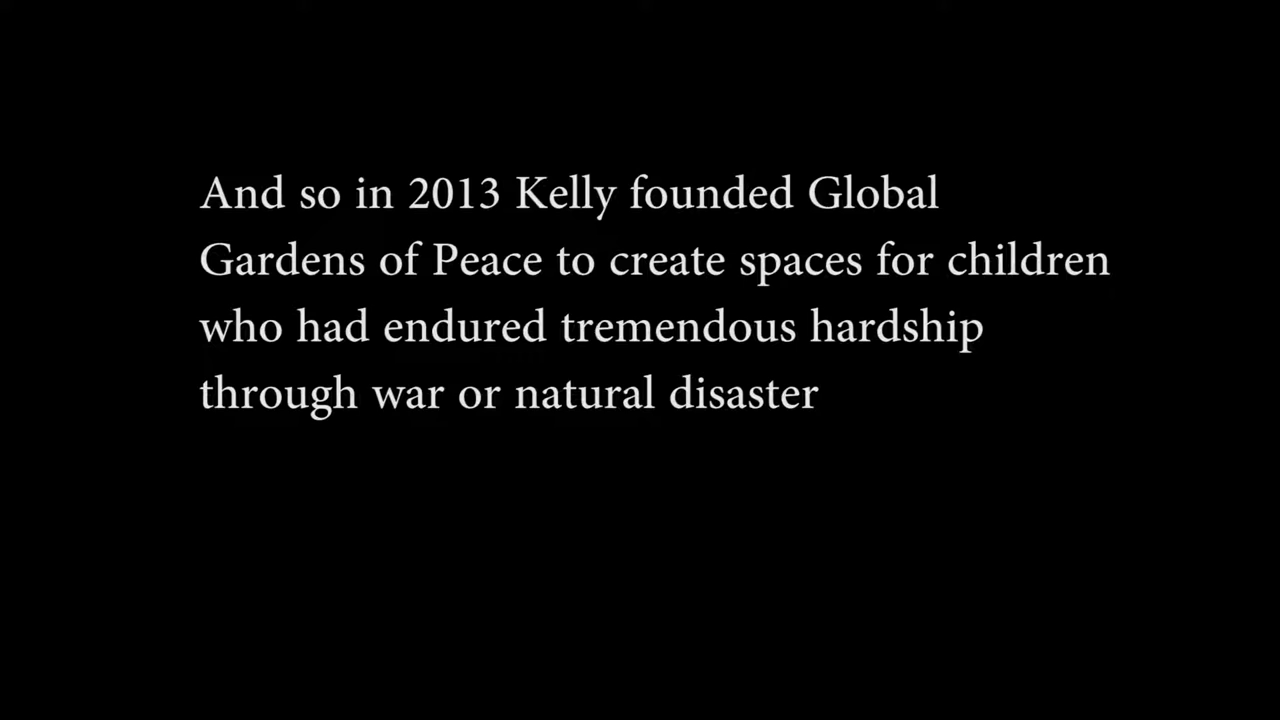 And so in 2013 Kelly founded Global
Gardens of Peace to create spaces for children
who had endured tremendous hardship
through war or natural disaster